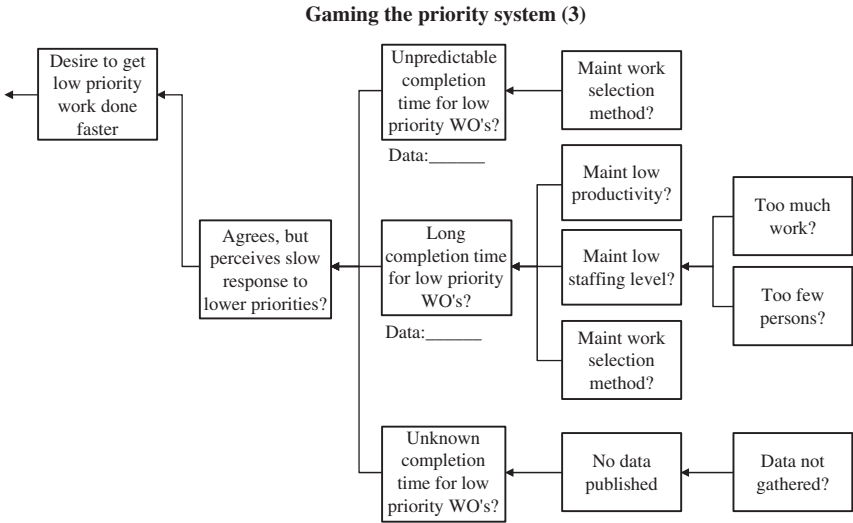 Gaming the priority system (3)
Desire to get
low priority
work done
faster
Agrees, but
perceives slow
response to
lower priorities?
Unpredictable
completion
time for low
priority WO's?
Data:______
Maint work
selection
method?
Long
completion time
for low priority
WO's?
Data:______
Maint low
productivity?
Maint low
staffing level?
Too much
work?
Too few
persons?
Maint work
selection
method?
Unknown
completion
time for low
priority WO's?
No data
published
Data not
gathered?